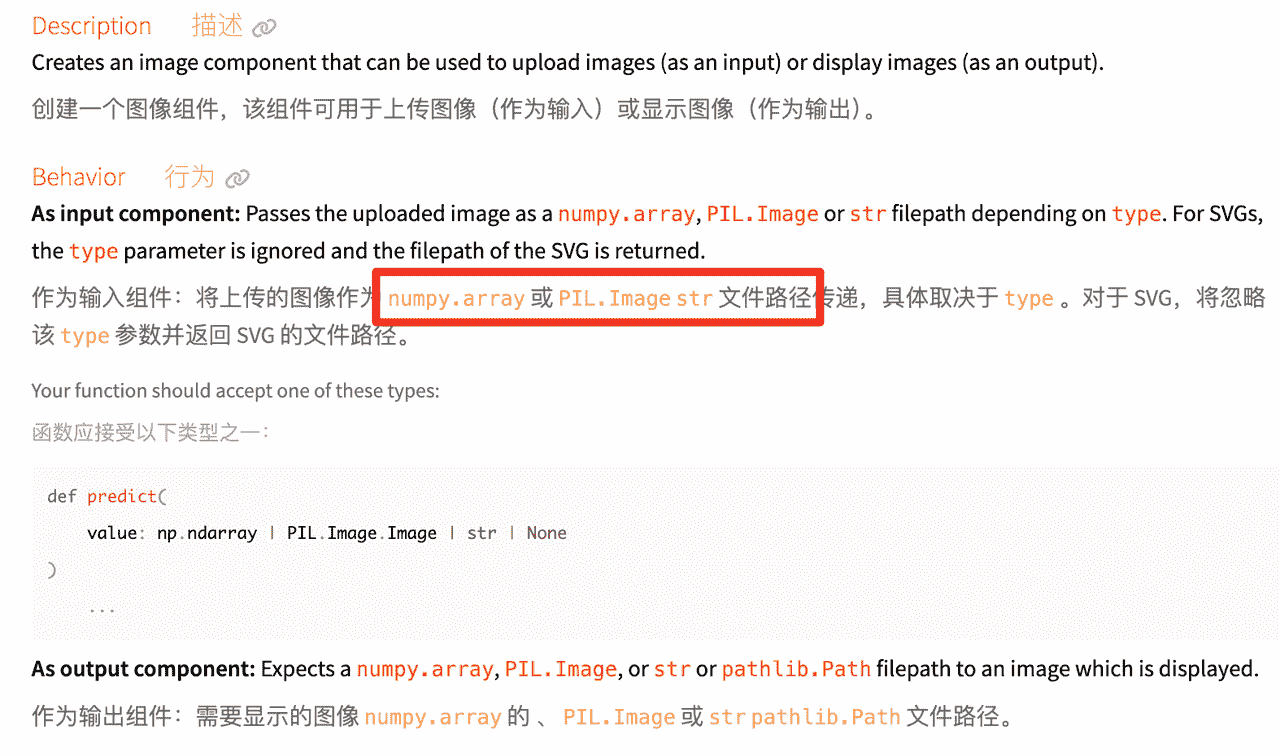 Description 描述
Creates an image component that can be used to upload images (as an input) or display images (as an output).
创建一个图像组件，该组件可用于上传图像（作为输入）或显示图像（作为输出）。
Behavior 行为
As input component: Passes the uploaded image as a numpy.array, PIL.Image or str filepath depending on type. For SVGs,
the type parameter is ignored and the filepath of the SVG is returned.
作为输入组件：将上传的图像作为 numpy.array 或 PIL.Image str 文件路径传递，具体取决于 type 。对于 SVG，将忽略
该 type 参数并返回 SVG 的文件路径。
Your function should accept one of these types:
函数应接受以下类型之一：
def predict(
value: np.ndarray | PIL.Image.Image | str | None
)
...
As output component: Expects a numpy.array, PIL.Image, or str or pathlib.Path filepath to an image which is displayed.
作为输出组件：需要显示的图像 numpy.array 的 、 PIL.Image 或 str pathlib.Path 文件路径。